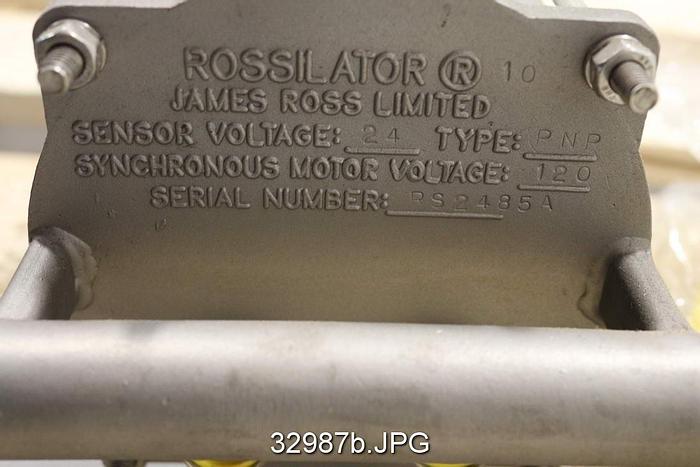 ROSSILATOR ® 10
JAMES ROSS LIMITED
SENSOR VOLTAGE: 24 TYPE: PNP
SYNCHRONOUS MOTOR VOLTAGE: 120
SERIAL NUMBER: RS2485A
32987b.JPG